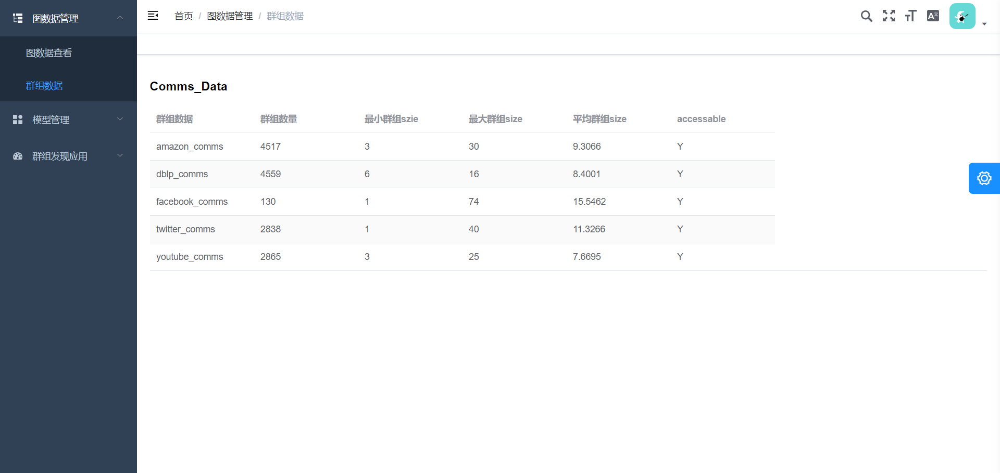 图数据管理
图数据查看
群组数据
模型管理
群组发现应用
首页 / 图数据管理 / 群组数据
Comms_Data
群组数据 群组数量 最小群组szie 最大群组size 平均群组size accessable
amazon_comms 4517 3 30 9.3066 Y
dblp_comms 4559 6 16 8.4001 Y
facebook_comms 130 1 74 15.5462 Y
twitter_comms 2838 1 40 11.3266 Y
youtube_comms 2865 3 25 7.6695 Y